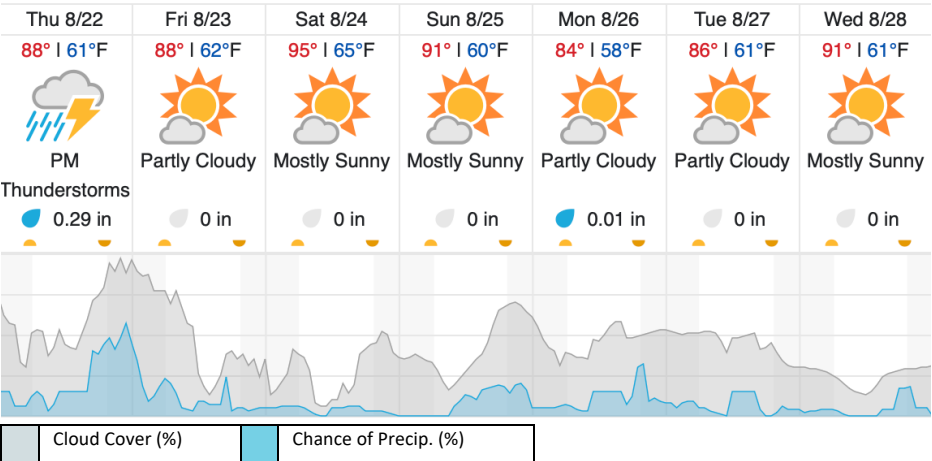 Thu 8/22 Fri 8/23 Sat 8/24 Sun 8/25 Mon 8/26 Tue 8/27 Wed 8/28
88° | 61°F 88° | 62°F 95° | 65°F 91° | 60°F 84° | 58°F 86° | 61°F 91° | 61°F
PM Partly Cloudy Mostly Sunny Mostly Sunny Partly Cloudy Partly Cloudy Mostly Sunny
Thunderstorms
0.29 in 0 in 0 in 0 in 0.01 in 0 in 0 in
Cloud Cover (%) Chance of Precip. (%)